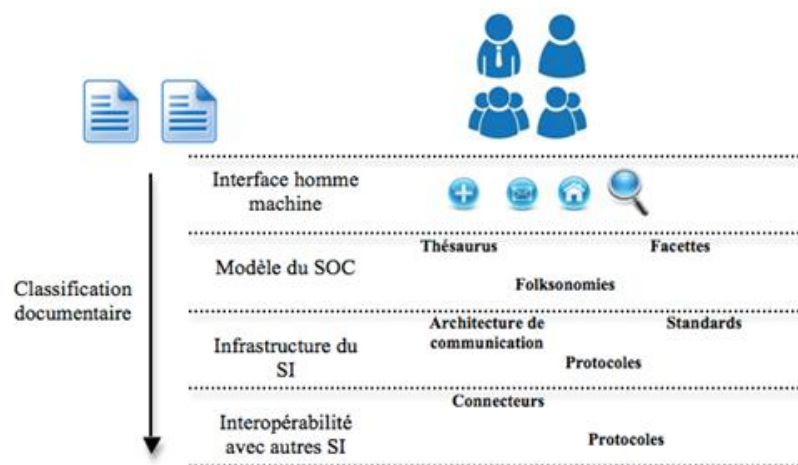 Interface homme
machine
Thésaurus
Facettes
Modèle du SOC
Folksonomies
Classification
documentaire
Architecture de
communication
Standards
Infrastructure du
SI
Protocoles
Connecteurs
Interopérabilité
avec autres SI
Protocoles